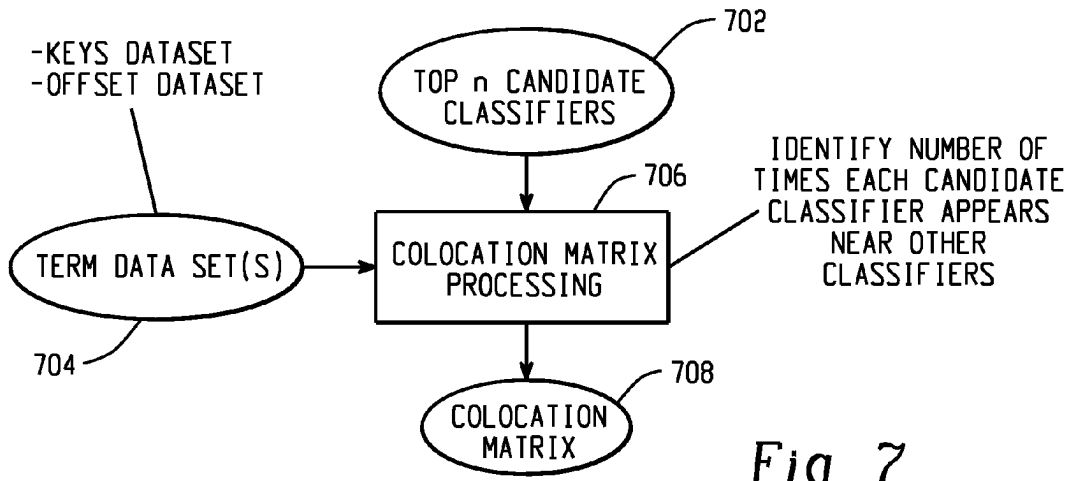 702
-KEYS DATASET
-OFFSET DATASET
TOP n CANDIDATE
CLASSIFIERS
706
IDENTIFY NUMBER OF
TIMES EACH CANDIDATE
CLASSIFIER APPEARS
NEAR OTHER
CLASSIFIERS
TERM DATA SET(S)
COLOCATION MATRIX
PROCESSING
704
708
COLOCATION
MATRIX
Fig 7